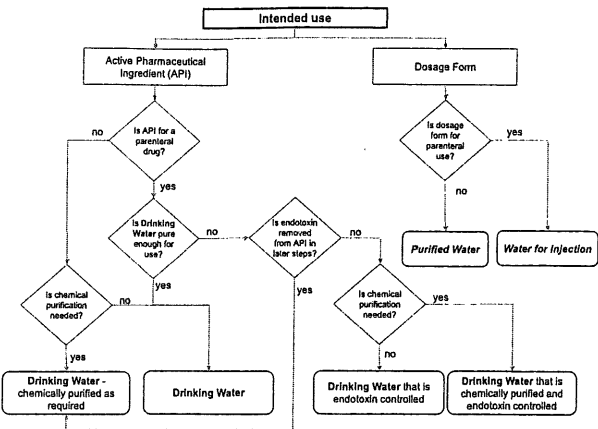 Intended use
Active Pharmaceutical
Ingredient (API)
Dosage Form
Is API for a
parenteral
drug?
no
yes
Is dosage
form for
parenteral
use?
yes
no
Is Drinking
Water pure
enough for
use?
no
yes
Is endotoxin
removed
from API in
later steps?
no
yes
Purified Water
Water for Injection
Is chemical
purification
needed?
no
yes
Is chemical
purification
needed?
yes
no
Drinking Water -
chemically purified as
required
Drinking Water
Drinking Water that is
endotoxin controlled
Drinking Water that is
chemically purified and
endotoxin controlled